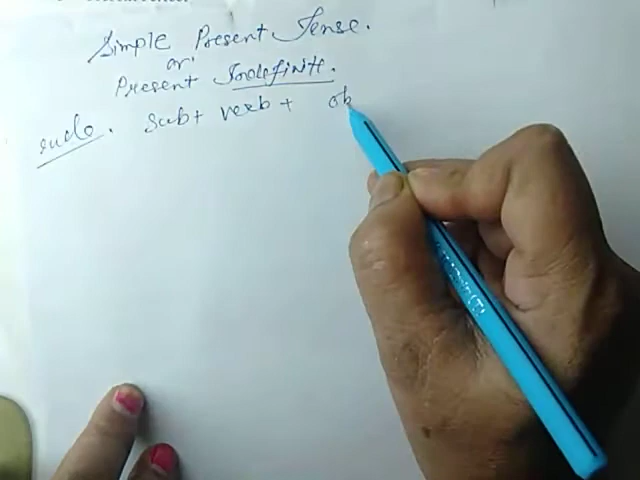 Simple Present Tense.
or
Present Indefinite.
rule. Sub+ verb + ob